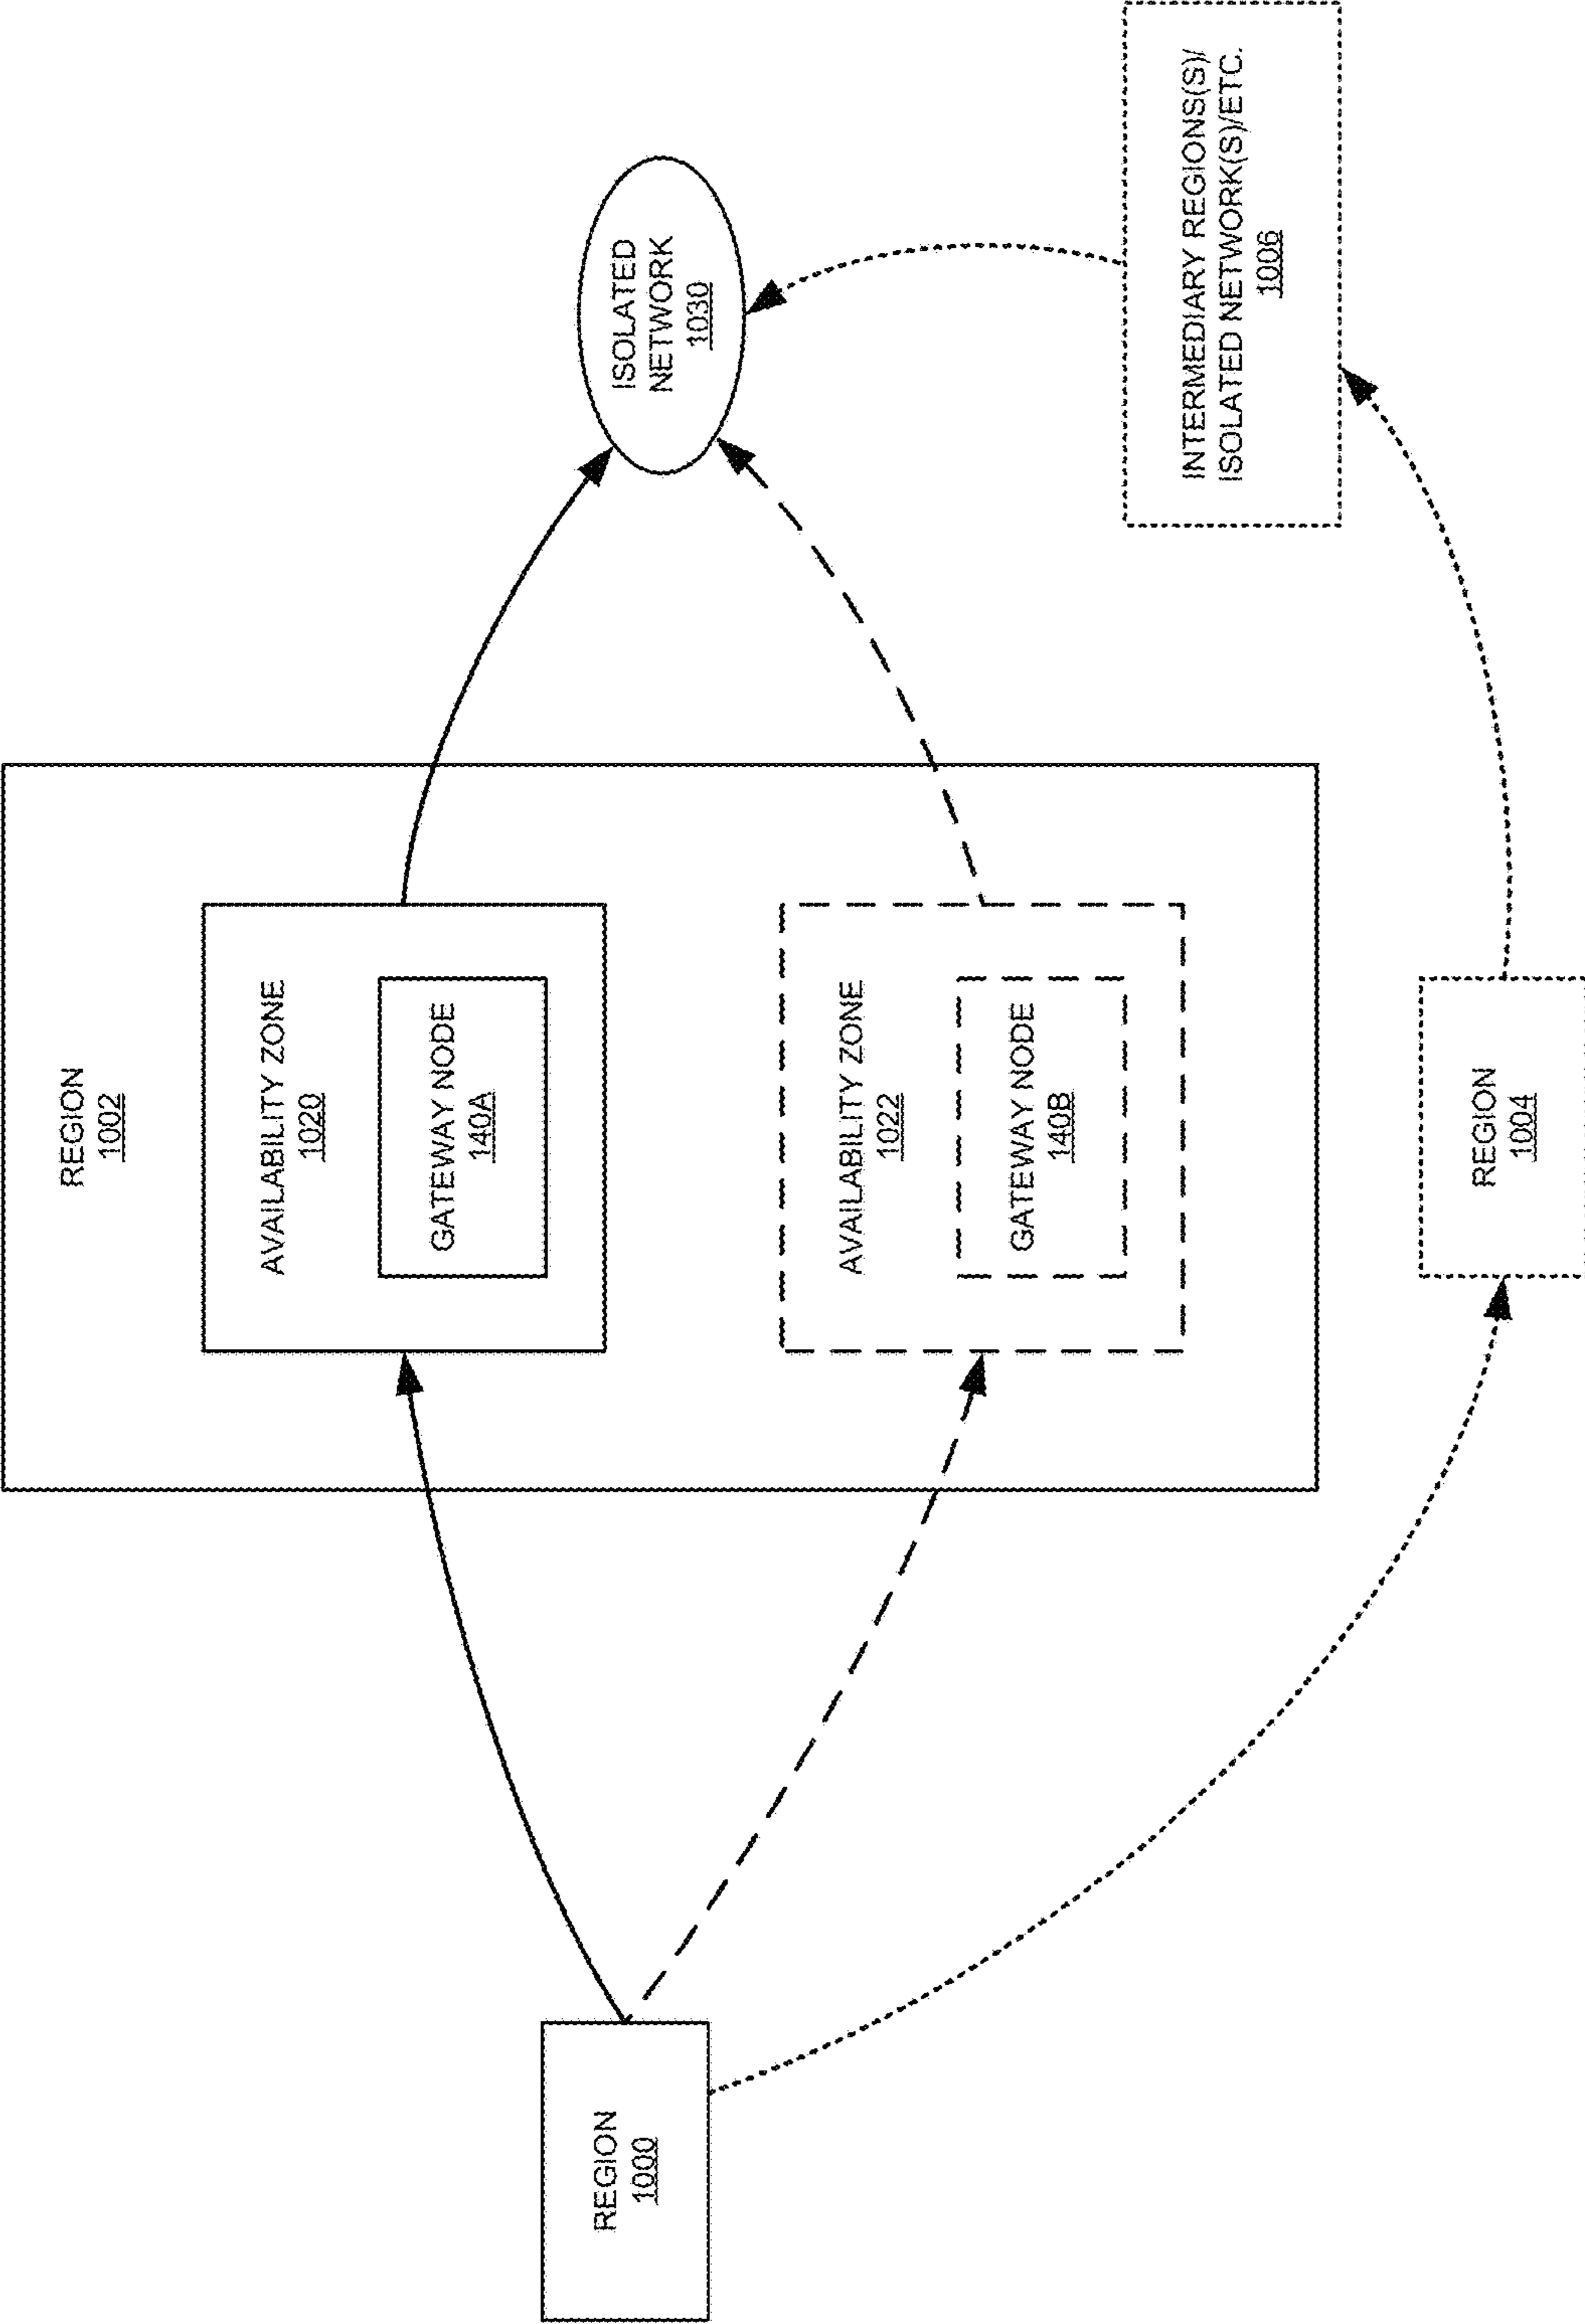 REGION
1002
AVAILABILITY ZONE
1020
GATEWAY NODE
140A
AVAILABILITY ZONE
1022
GATEWAY NODE
140B
REGION
1000
ISOLATED
NETWORK
1030
REGION
1004
INTERMEDIARY REGIONS(S)/
ISOLATED NETWORK(S)/ETC.
1006